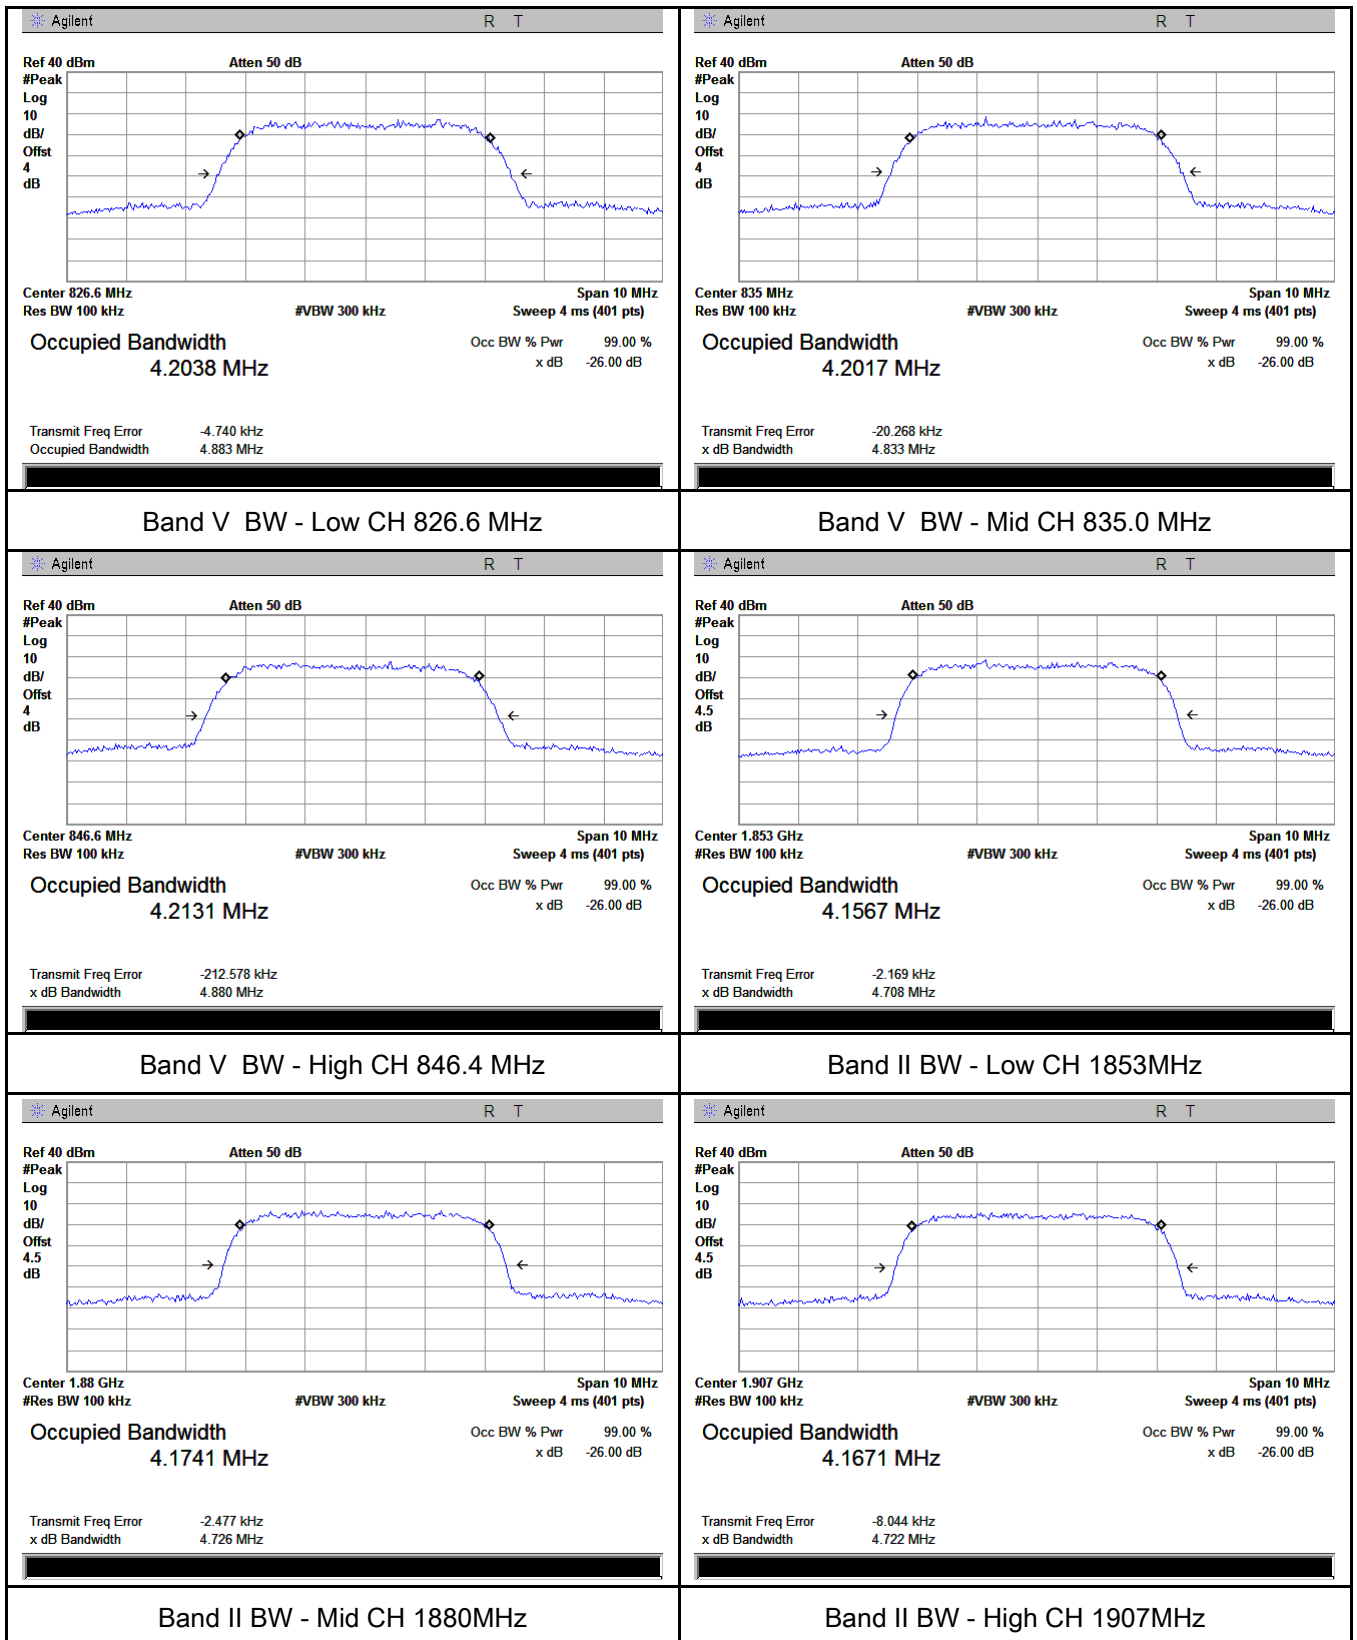 Agilent R T
Ref 40 dBm Atten 50 dB
#Peak
Log
10
dB/
Offst
4
dB
Center 826.6 MHz Span 10 MHz
Res BW 100 kHz #VBW 300 kHz Sweep 4 ms (401 pts)
Occupied Bandwidth Occ BW % Pwr 99.00 %
4.2038 MHz x dB -26.00 dB
Transmit Freq Error -4.740 kHz
Occupied Bandwidth 4.883 MHz
Band V BW - Low CH 826.6 MHz
Agilent R T
Ref 40 dBm Atten 50 dB
#Peak
Log
10
dB/
Offst
4
dB
Center 835 MHz Span 10 MHz
Res BW 100 kHz #VBW 300 kHz Sweep 4 ms (401 pts)
Occupied Bandwidth Occ BW % Pwr 99.00 %
4.2017 MHz x dB -26.00 dB
Transmit Freq Error -20.268 kHz
x dB Bandwidth 4.833 MHz
Band V BW - Mid CH 835.0 MHz
Agilent R T
Ref 40 dBm Atten 50 dB
#Peak
Log
10
dB/
Offst
4
dB
Center 846.6 MHz Span 10 MHz
Res BW 100 kHz #VBW 300 kHz Sweep 4 ms (401 pts)
Occupied Bandwidth Occ BW % Pwr 99.00 %
4.2131 MHz x dB -26.00 dB
Transmit Freq Error -212.578 kHz
x dB Bandwidth 4.880 MHz
Band V BW - High CH 846.4 MHz
Agilent R T
Ref 40 dBm Atten 50 dB
#Peak
Log
10
dB/
Offst
4.5
dB
Center 1.853 GHz Span 10 MHz
#Res BW 100 kHz #VBW 300 kHz Sweep 4 ms (401 pts)
Occupied Bandwidth Occ BW % Pwr 99.00 %
4.1567 MHz x dB -26.00 dB
Transmit Freq Error -2.169 kHz
x dB Bandwidth 4.708 MHz
Band II BW - Low CH 1853MHz
Agilent R T
Ref 40 dBm Atten 50 dB
#Peak
Log
10
dB/
Offst
4.5
dB
Center 1.88 GHz Span 10 MHz
#Res BW 100 kHz #VBW 300 kHz Sweep 4 ms (401 pts)
Occupied Bandwidth Occ BW % Pwr 99.00 %
4.1741 MHz x dB -26.00 dB
Transmit Freq Error -2.477 kHz
x dB Bandwidth 4.726 MHz
Band II BW - Mid CH 1880MHz
Agilent R T
Ref 40 dBm Atten 50 dB
#Peak
Log
10
dB/
Offst
4.5
dB
Center 1.907 GHz Span 10 MHz
#Res BW 100 kHz #VBW 300 kHz Sweep 4 ms (401 pts)
Occupied Bandwidth Occ BW % Pwr 99.00 %
4.1671 MHz x dB -26.00 dB
Transmit Freq Error -8.044 kHz
x dB Bandwidth 4.722 MHz
Band II BW - High CH 1907MHz